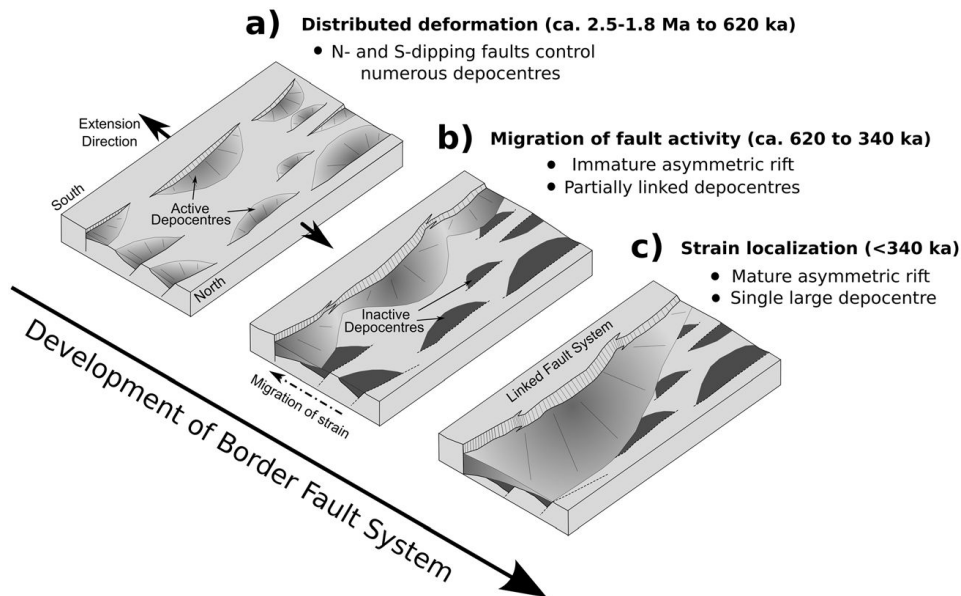 a) Distributed deformation (ca. 2.5-1.8 Ma to 620 ka)
• N- and S-dipping faults control
numerous depocentres
Extension
Direction
South
Active
Depocentres
North
b) Migration of fault activity (ca. 620 to 340 ka)
• Immature asymmetric rift
• Partially linked depocentres
Inactive
Depocentres
Migration of strain
c) Strain localization (<340 ka)
• Mature asymmetric rift
• Single large depocentre
Linked Fault System
Development of Border Fault System